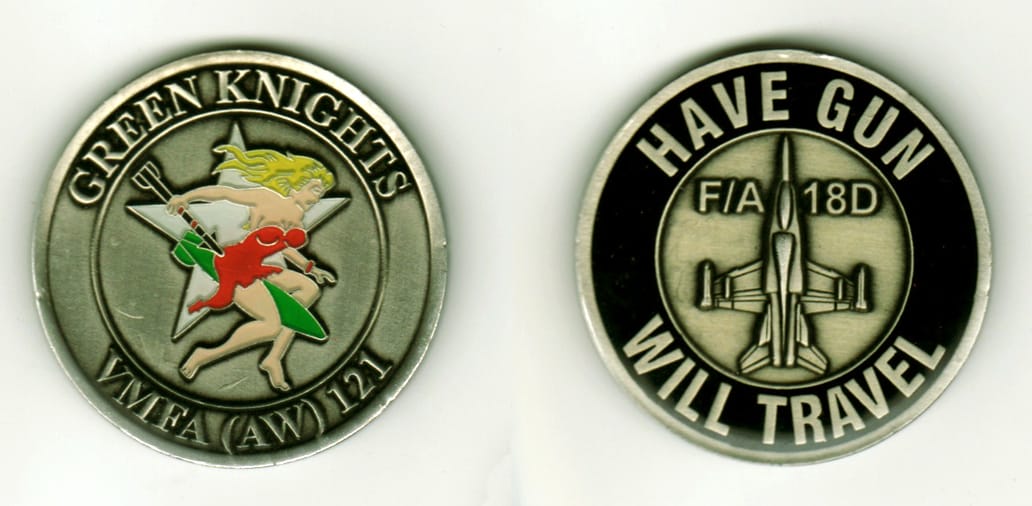 GREEN KNIGHTS
VMFA (AW) 121
HAVE GUN
F/A 18D
WILL TRAVEL